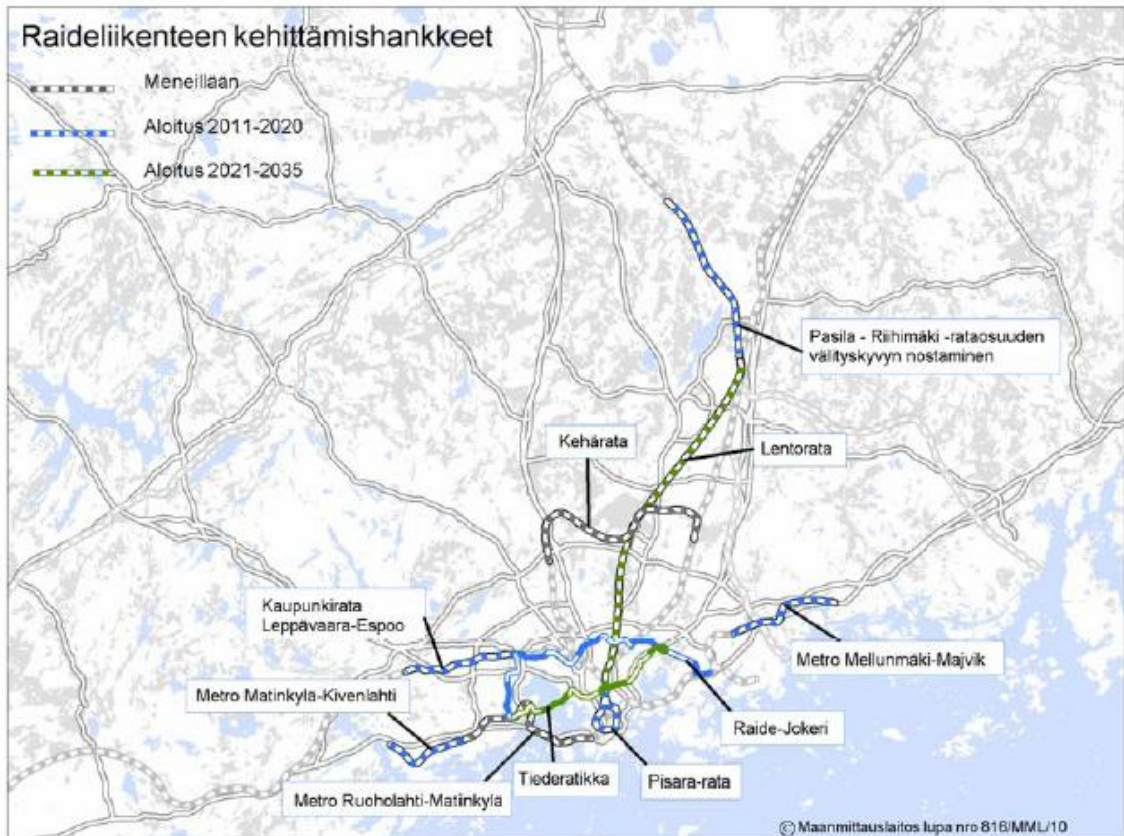 Raideliikenteen kehittämishankkeet
Meneillään
Aloitus 2011-2020
Aloitus 2021-2035
Pasila - Riihimäki -rataosuuden
välityskyvyn nostaminen
Kehärata
Lentorata
Kaupunkirata
Leppävaara-Espoo
Metro Mellunmäki-Majvik
Metro Matinkylä-Kivenlahti
Raide-Jokeri
Tiederatikka
Pisara-rata
Metro Ruoholahti-Matinkylä
© Maanmittauslaitos lupa nro 816/MML/10